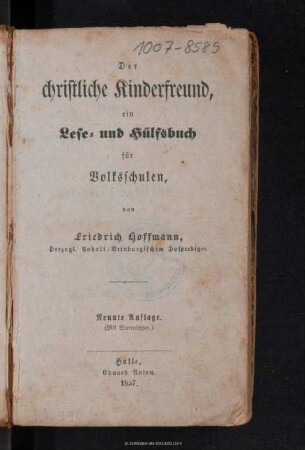 1007-8585
Der
christliche Kinderfreund,
ein
Lese- und Hülfsbuch
für
Volksschulen,
von
Friedrich Hoffmann,
Herzogl. Anhalt-Bernburgischem Hofprediger.
Neunte Auflage.
(Mit Stereotypen.)
Halle,
Eduard Anton.
1857.